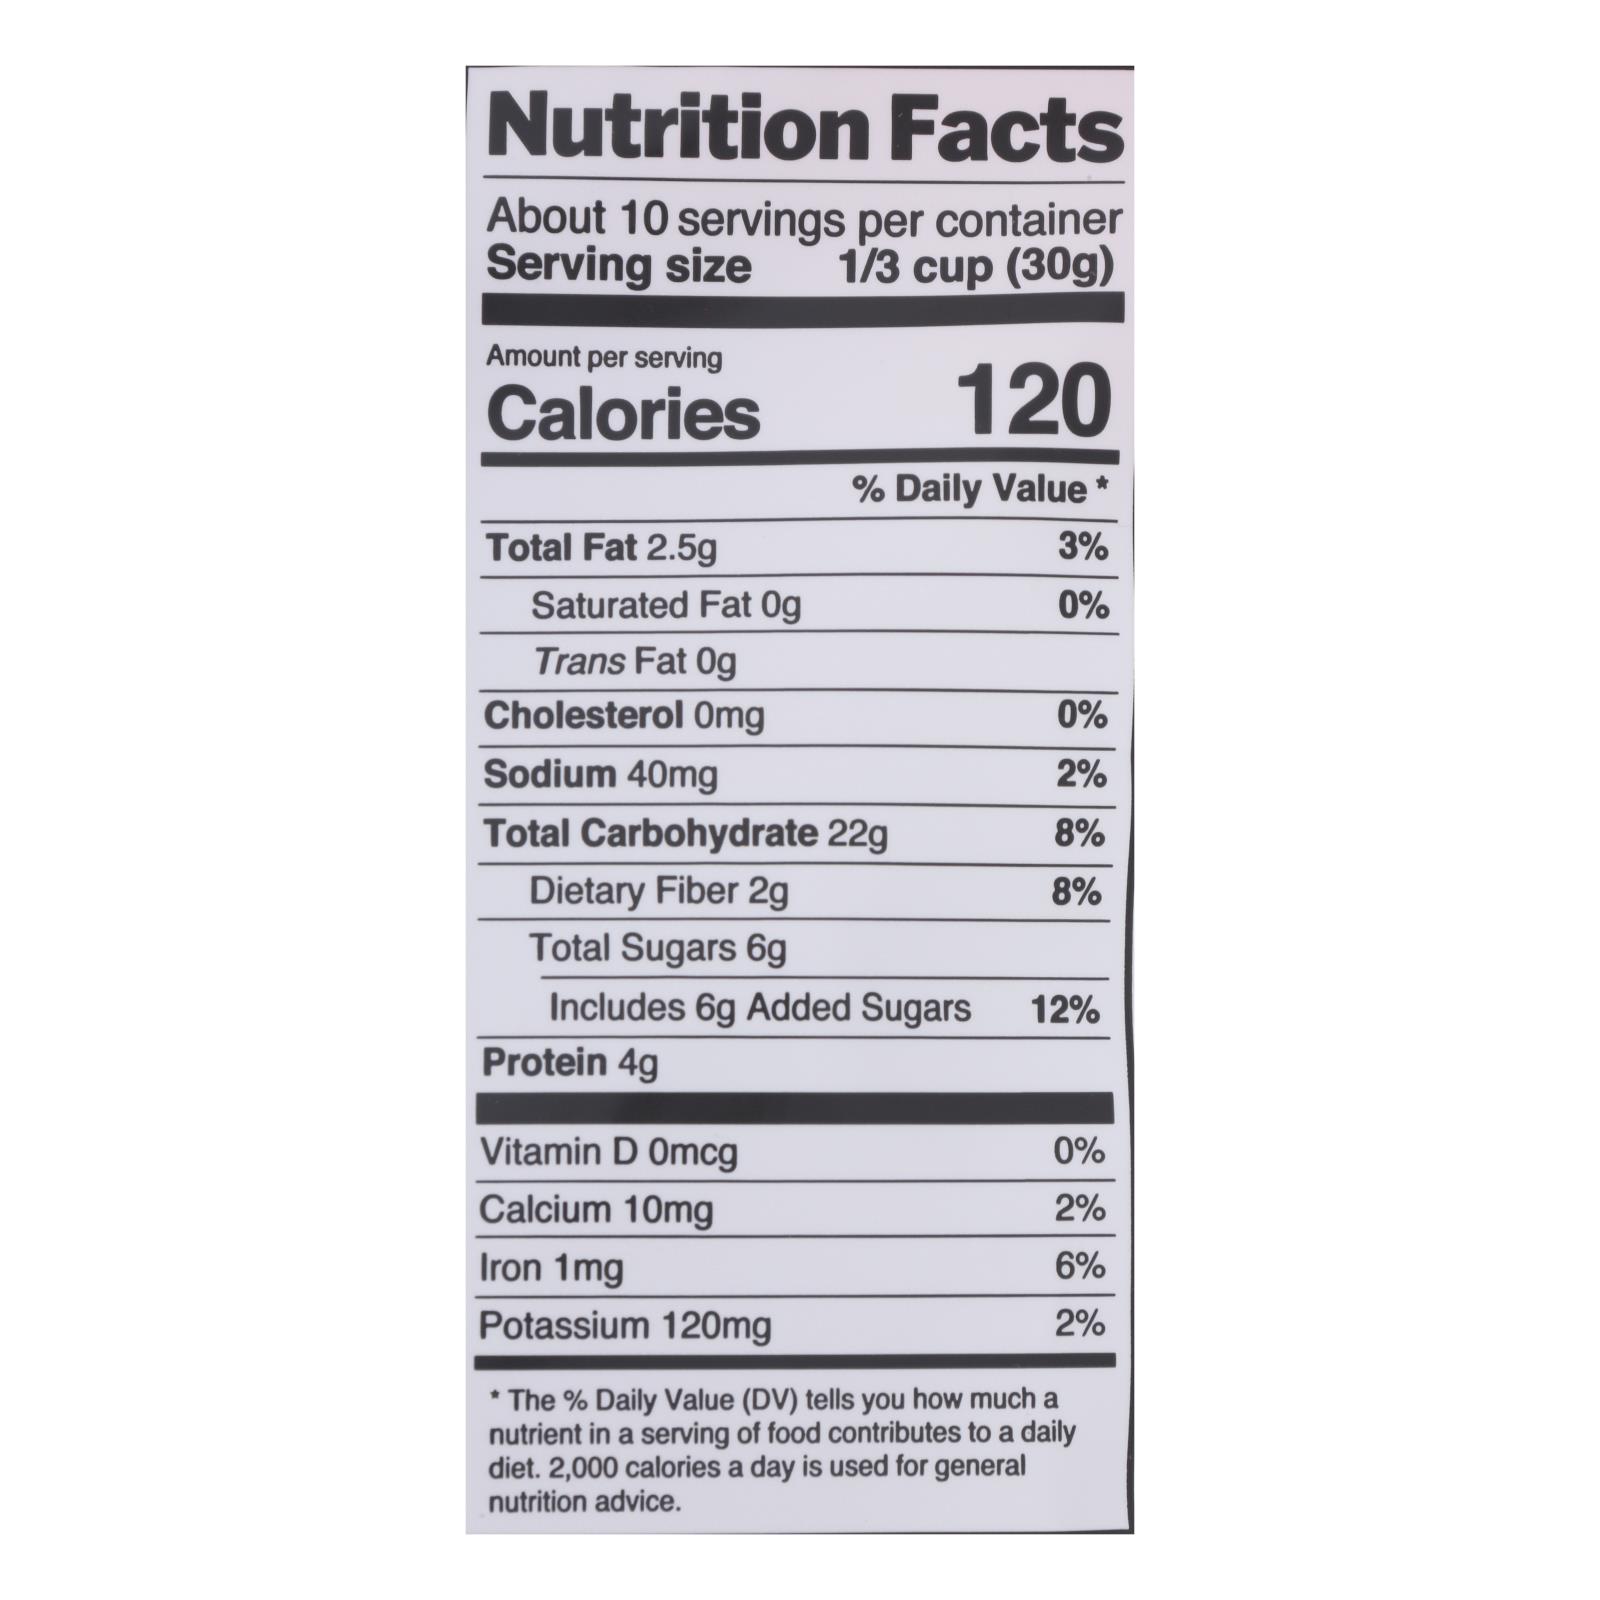 Nutrition Facts
About 10 servings per container
Serving size 1/3 cup (30g)
Amount per serving
Calories 120
% Daily Value *
Total Fat 2.5g 3%
Saturated Fat 0g 0%
Trans Fat 0g
Cholesterol 0mg 0%
Sodium 40mg 2%
Total Carbohydrate 22g 8%
Dietary Fiber 2g 8%
Total Sugars 6g
Includes 6g Added Sugars 12%
Protein 4g
Vitamin D 0mcg 0%
Calcium 10mg 2%
Iron 1mg 6%
Potassium 120mg 2%
* The % Daily Value (DV) tells you how much a
nutrient in a serving of food contributes to a daily
diet. 2,000 calories a day is used for general
nutrition advice.